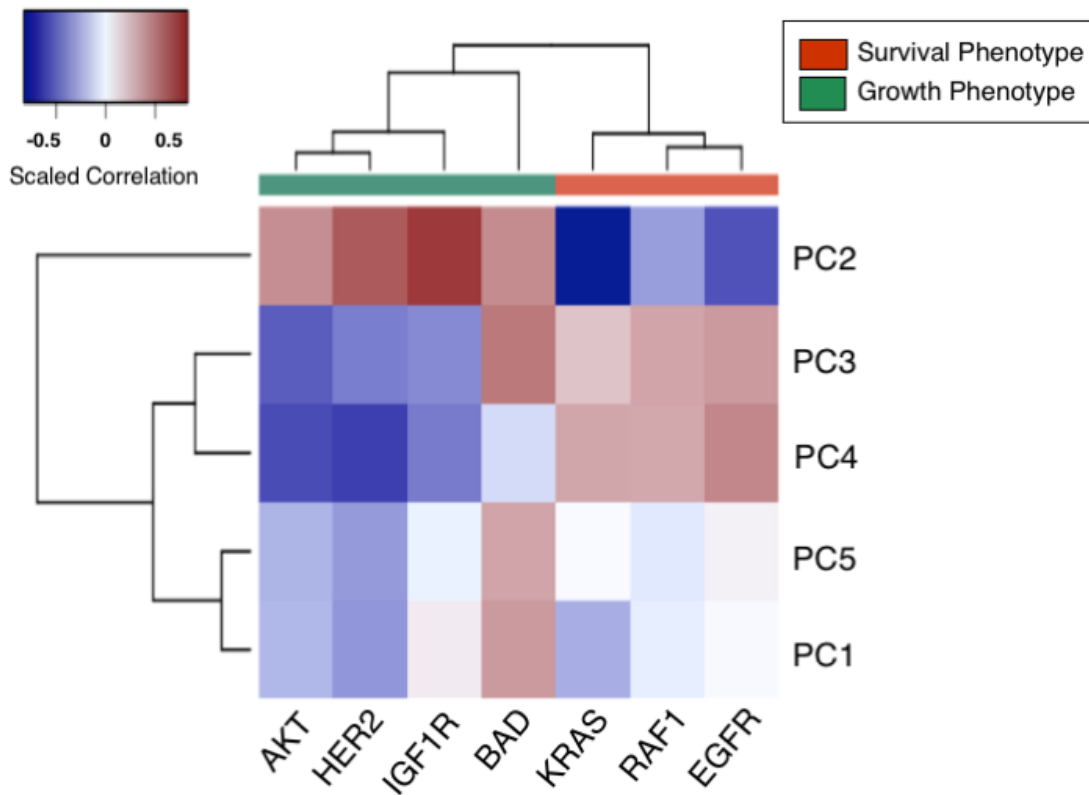 -0.5 0 0.5
Scaled Correlation
Survival Phenotype
Growth Phenotype
PC2
PC3
PC4
PC5
PC1
AKT HER2 IGF1R BAD KRAS RAF1 EGFR